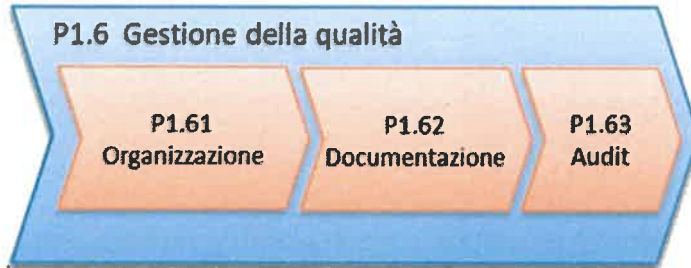 P1.6 Gestione della qualità
P1.61
Organizzazione
P1.62
Documentazione
P1.63
Audit